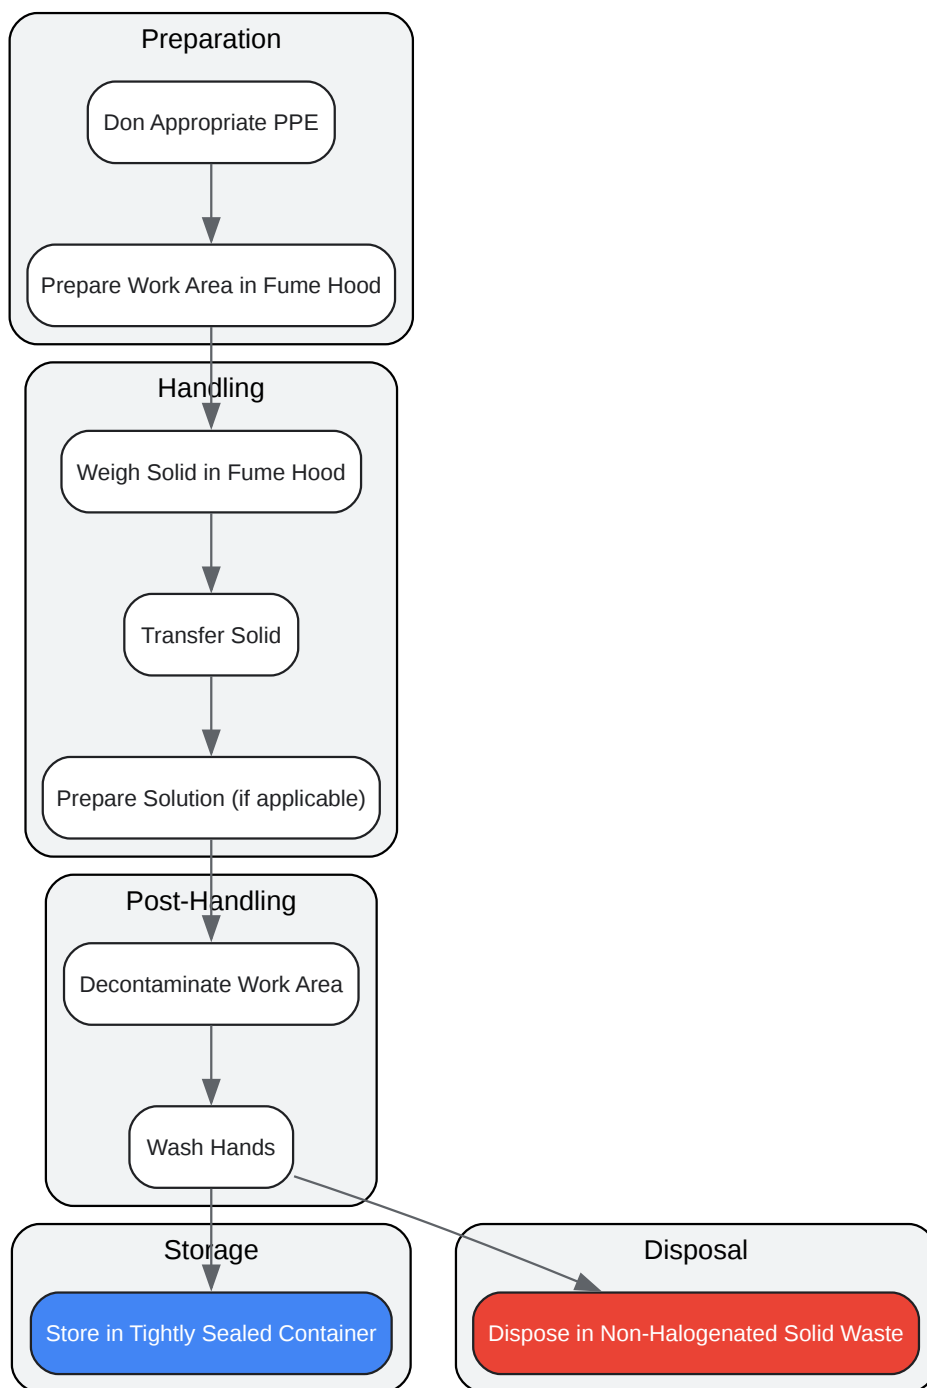 Preparation
Don Appropriate PPE
Prepare Work Area in Fume Hood
Handling
Weigh Solid in Fume Hood
Transfer Solid
Prepare Solution (if applicable)
Post-Handling
Decontaminate Work Area
Wash Hands
Storage
Store in Tightly Sealed Container
Disposal
Dispose in Non-Halogenated Solid Waste